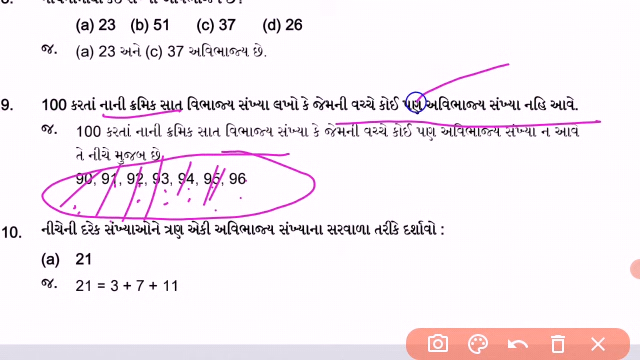 (a) 23 (b) 51 (c) 37 (d) 26
જ. (a) 23 અને (c) 37 અવિભાજ્ય છે.
9. 100 કરતાં નાની ક્રમિક સાત વિભાજ્ય સંખ્યા લખો કે જેમની વચ્ચે કોઈ પણ અવિભાજ્ય સંખ્યા નહિ આવે.
જ. 100 કરતાં નાની ક્રમિક સાત વિભાજ્ય સંખ્યા કે જેમની વચ્ચે કોઈ પણ અવિભાજ્ય સંખ્યા ન આવે
તે નીચે મુજબ છે.
90, 91, 92, 93, 94, 95, 96
10. નીચેની દરેક સંખ્યાઓને ત્રણ એકી અવિભાજ્ય સંખ્યાના સરવાળા તરીકે દર્શાવો :
(a) 21
જ. 21 = 3 + 7 + 11